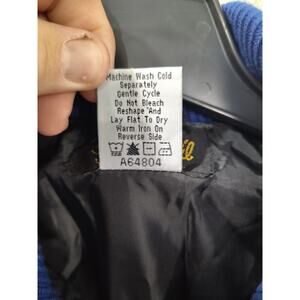 Machine Wash Cold
Separately
Gentle Cycle
Do Not Bleach
Reshape And
Lay Flat To Dry
Warm Iron On
Reverse Side
A64804